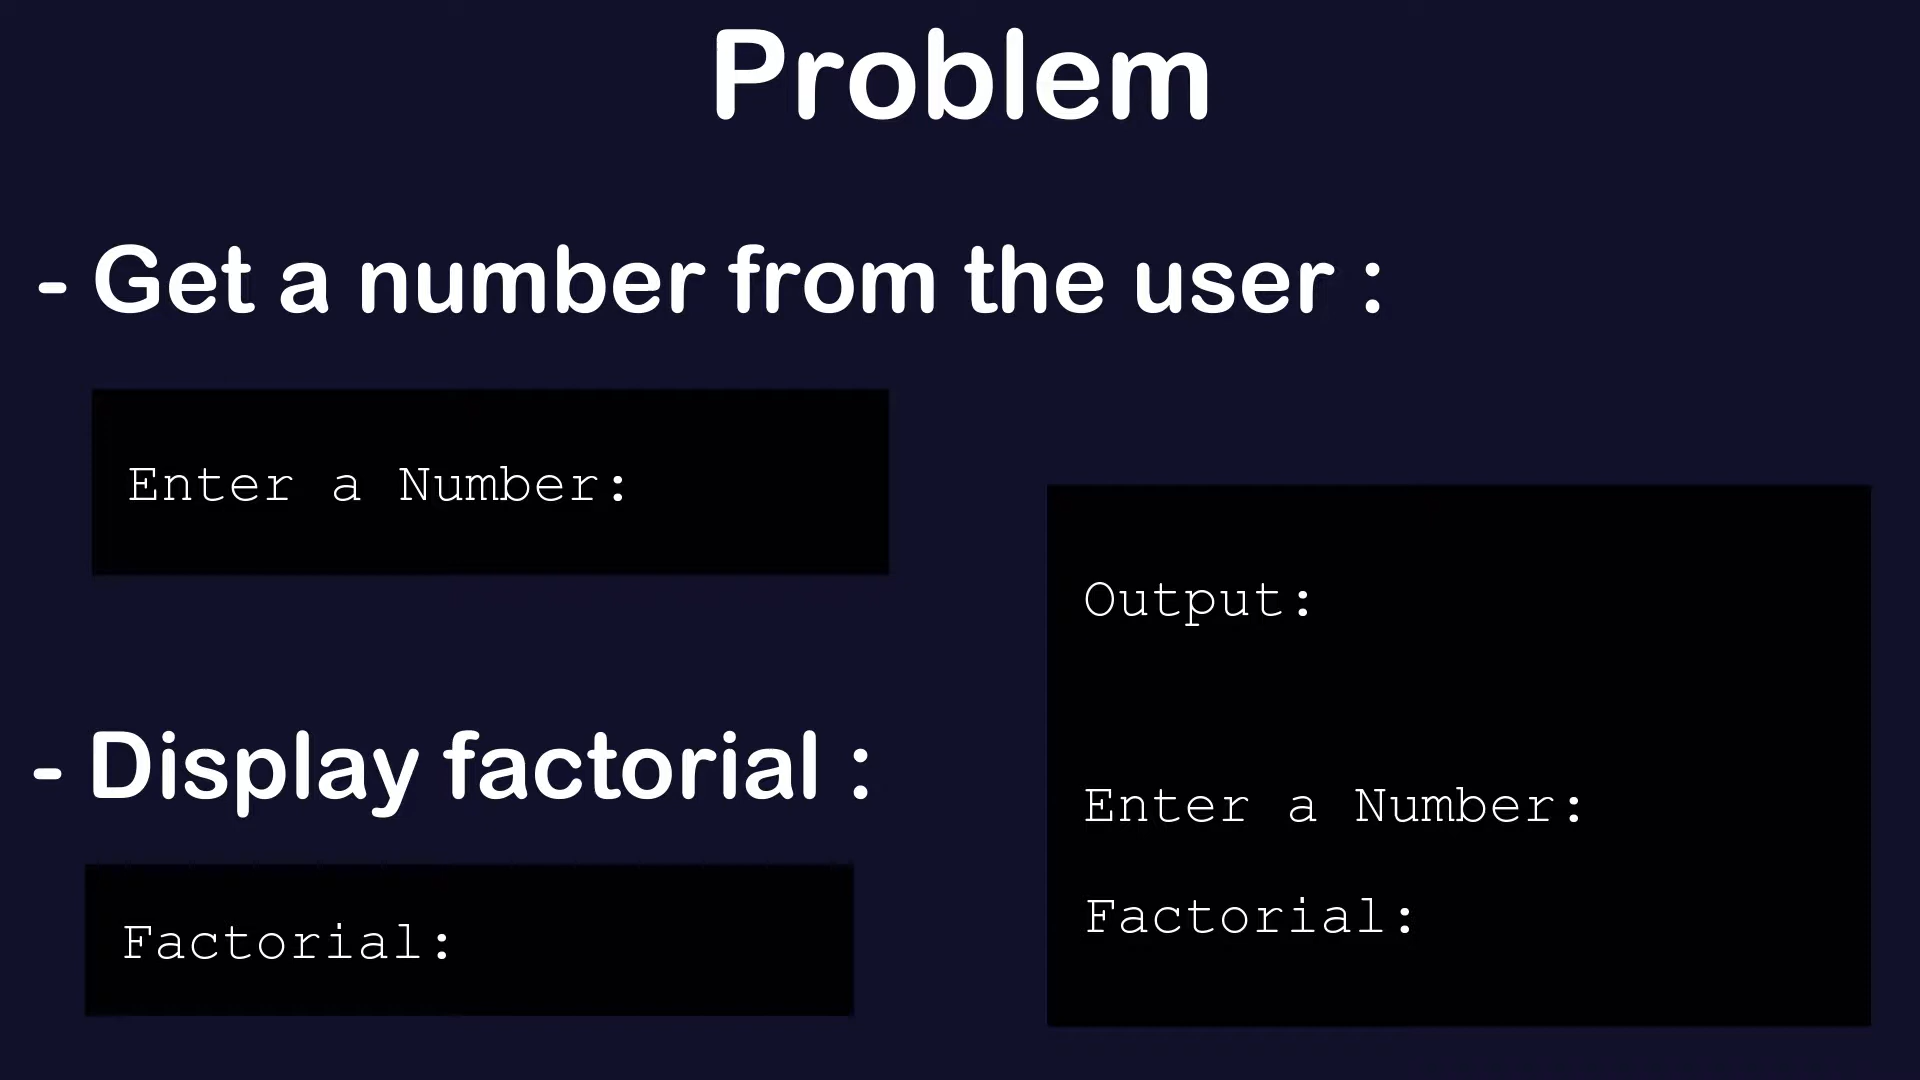 Problem
- Get a number from the user :
Enter a Number:
- Display factorial :
Factorial:
Output:
Enter a Number:
Factorial: